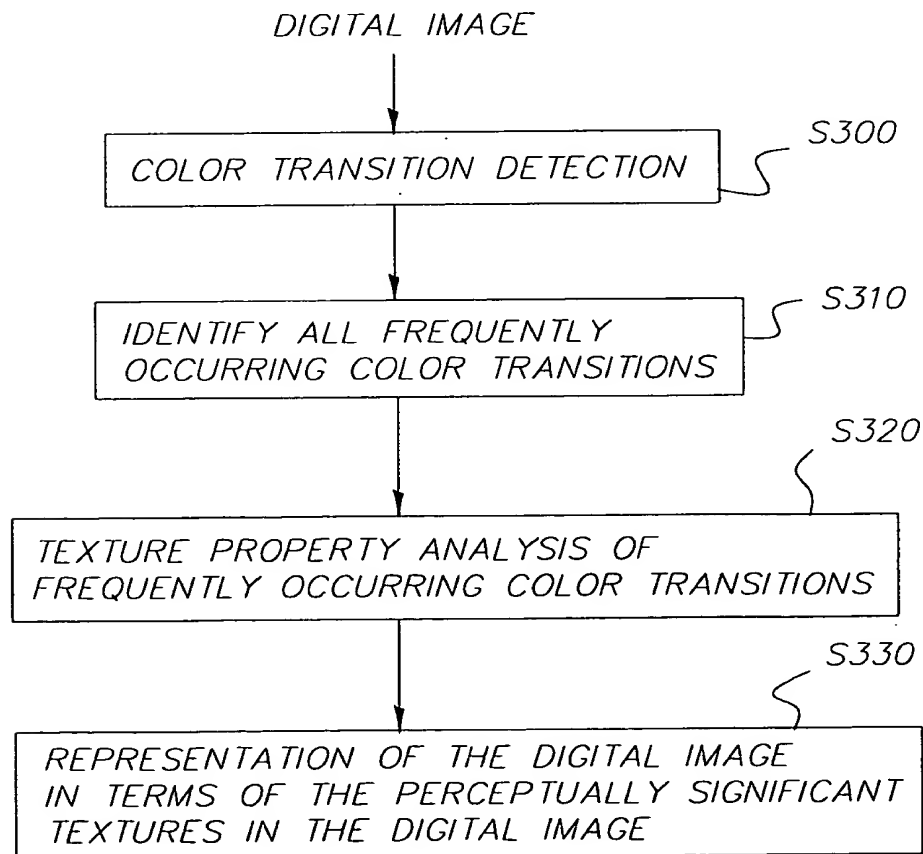 DIGITAL IMAGE
S300
COLOR TRANSITION DETECTION
S310
IDENTIFY ALL FREQUENTLY
OCCURRING COLOR TRANSITIONS
S320
TEXTURE PROPERTY ANALYSIS OF
FREQUENTLY OCCURRING COLOR TRANSITIONS
S330
REPRESENTATION OF THE DIGITAL IMAGE
IN TERMS OF THE PERCEPTUALLY SIGNIFICANT
TEXTURES IN THE DIGITAL IMAGE